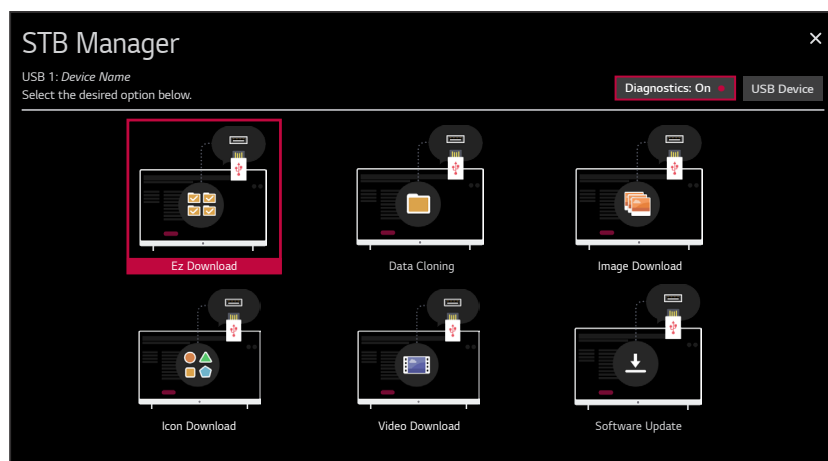 STB Manager
USB 1: Device Name
Select the desired option below.
Diagnostics: On
USB Device
Ez Download
Data Cloning
Image Download
Icon Download
Video Download
Software Update